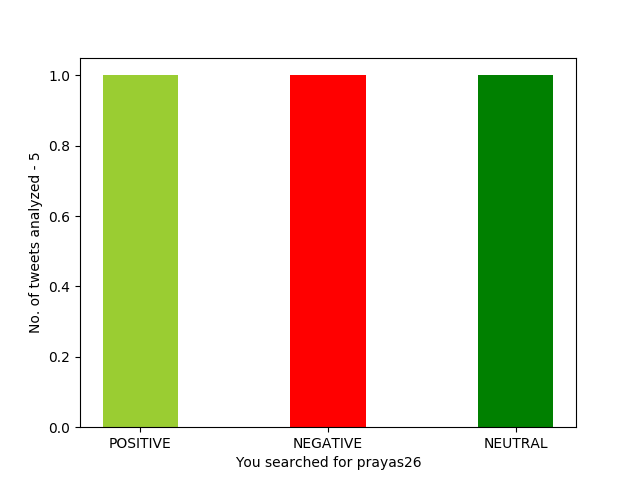 No. of tweets analyzed - 5
1.0
0.8
0.6
0.4
0.2
0.0
POSITIVE NEGATIVE NEUTRAL
You searched for prayas26